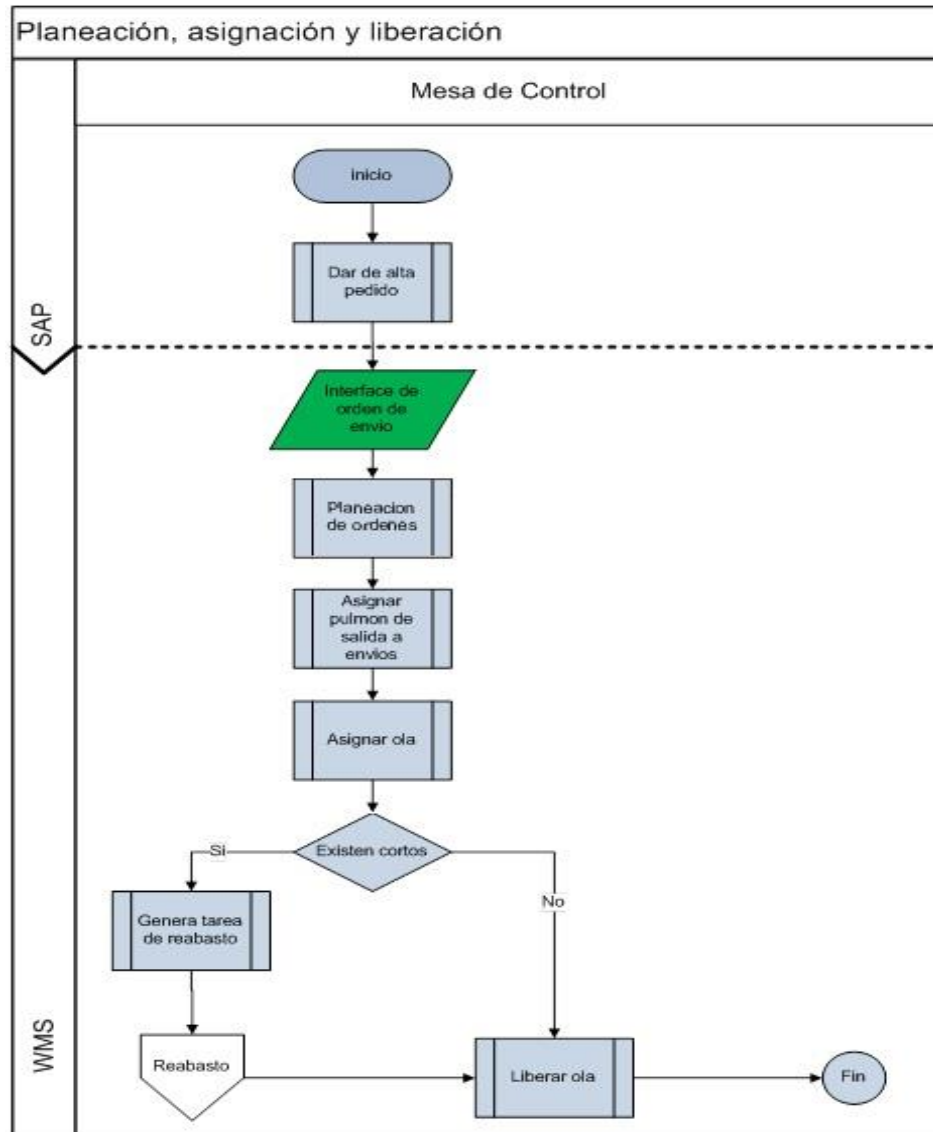 Planeación, asignación y liberación
Mesa de Control
SAP
inicio
Dar de alta
pedido
Interface de
orden de
envio
Planeacion
de ordenes
Asignar
pulmon de
salida a
envios
Asignar ola
Existen cortos
Si
No
Genera tarea
de reabasto
WMS
Reabasto
Liberar ola
Fin